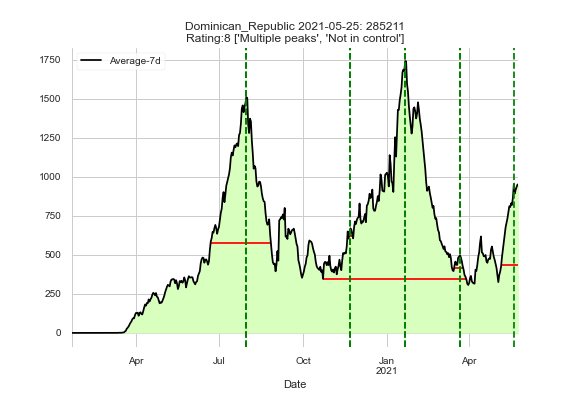 Dominican_Republic 2021-05-25: 285211
Rating:8 ['Multiple peaks', 'Not in control']
Average-7d
1750
1500
1250
1000
750
500
250
0
Apr Jul Oct Jan Apr
2021
Date